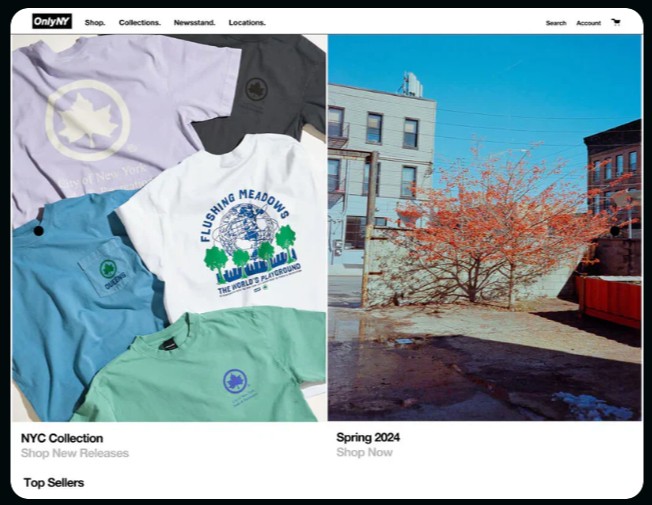 OnlyNY
Shop.
Collections.
Newsstand.
Locations.
Search
Account
City of New York
FLUSHING MEADOWS
THE WORLD'S PLAYGROUND
QUEENS
NYC Collection
Shop New Releases
Spring 2024
Shop Now
Top Sellers